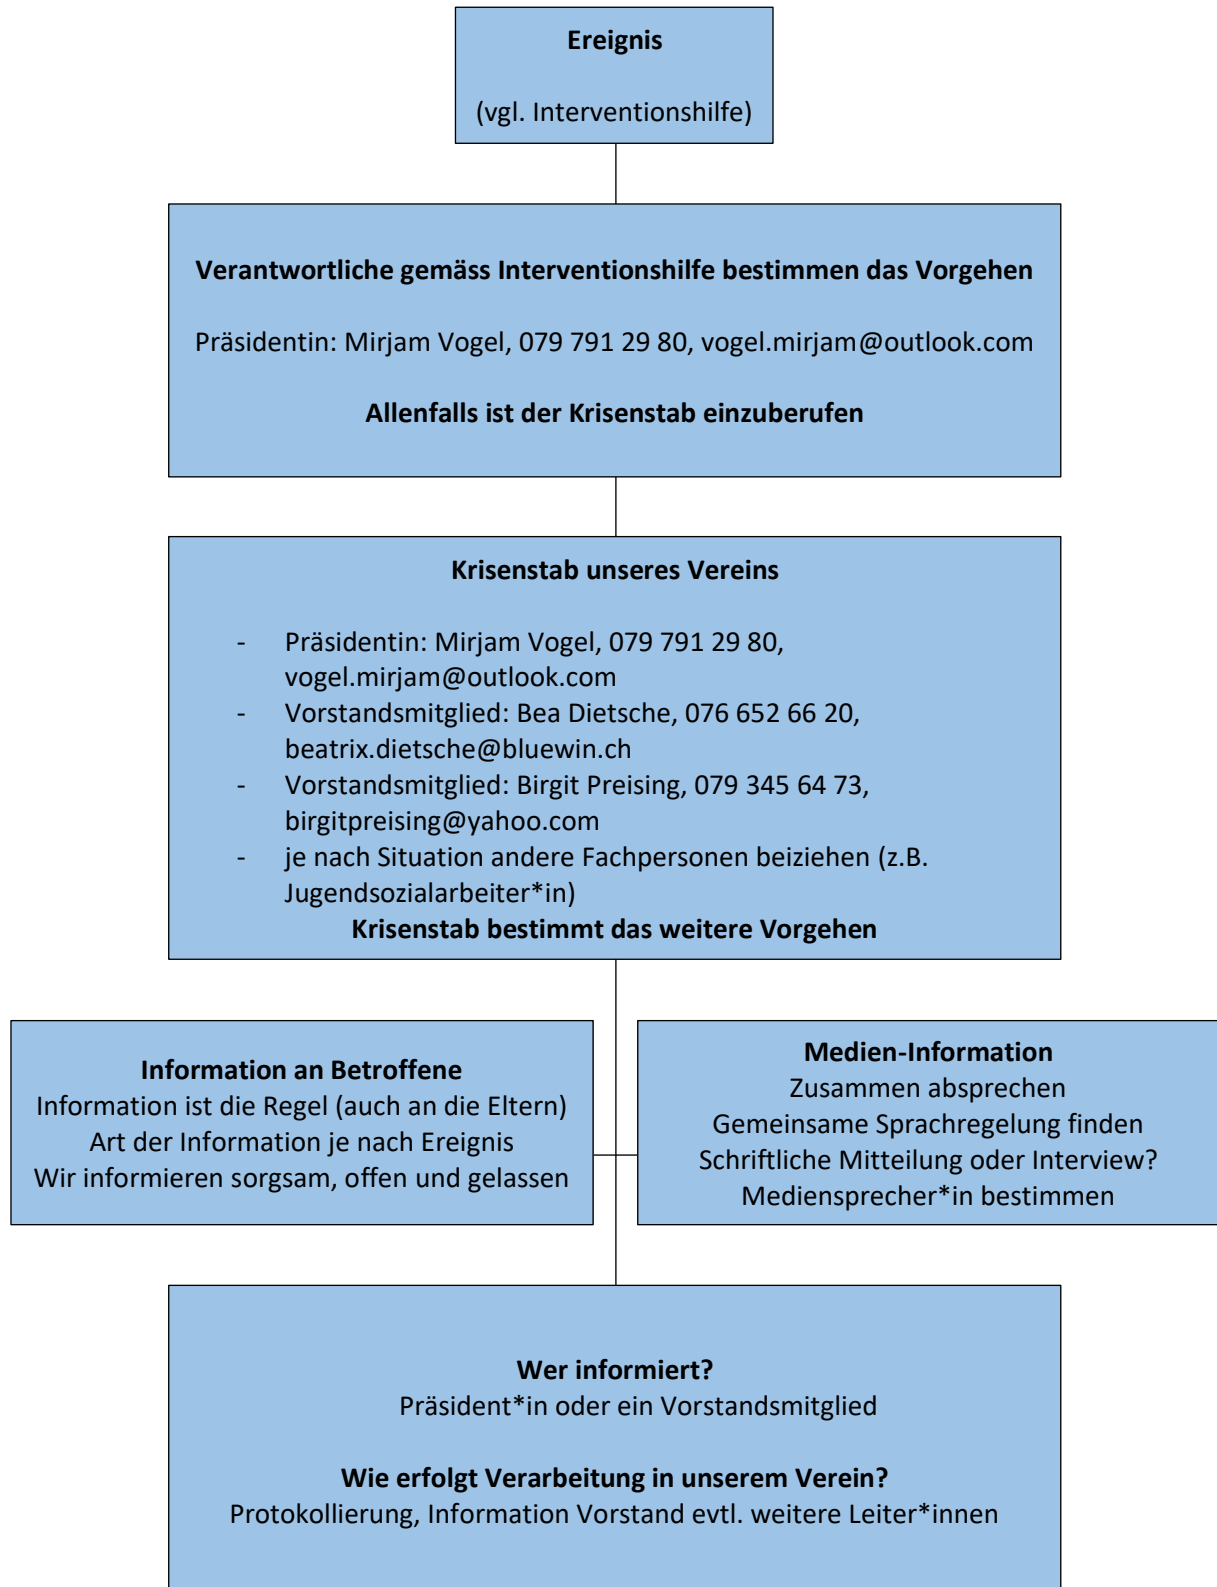 Ereignis
(vgl. Interventionshilfe)
Verantwortliche gemäss Interventionshilfe bestimmen das Vorgehen
Präsidentin: Mirjam Vogel, 079 791 29 80, vogel.mirjam@outlook.com
Allenfalls ist der Krisenstab einzuberufen
Krisenstab unseres Vereins
- Präsidentin: Mirjam Vogel, 079 791 29 80,
vogel.mirjam@outlook.com
- Vorstandsmitglied: Bea Dietsche, 076 652 66 20,
beatrix.dietsche@bluewin.ch
- Vorstandsmitglied: Birgit Preising, 079 345 64 73,
birgitpreising@yahoo.com
- je nach Situation andere Fachpersonen beiziehen (z.B.
Jugendsozialarbeiter*in)
Krisenstab bestimmt das weitere Vorgehen
Information an Betroffene
Information ist die Regel (auch an die Eltern)
Art der Information je nach Ereignis
Wir informieren sorgsam, offen und gelassen
Medien-Information
Zusammen absprechen
Gemeinsame Sprachregelung finden
Schriftliche Mitteilung oder Interview?
Mediensprecher*in bestimmen
Wer informiert?
Präsident*in oder ein Vorstandsmitglied
Wie erfolgt Verarbeitung in unserem Verein?
Protokollierung, Information Vorstand evtl. weitere Leiter*innen